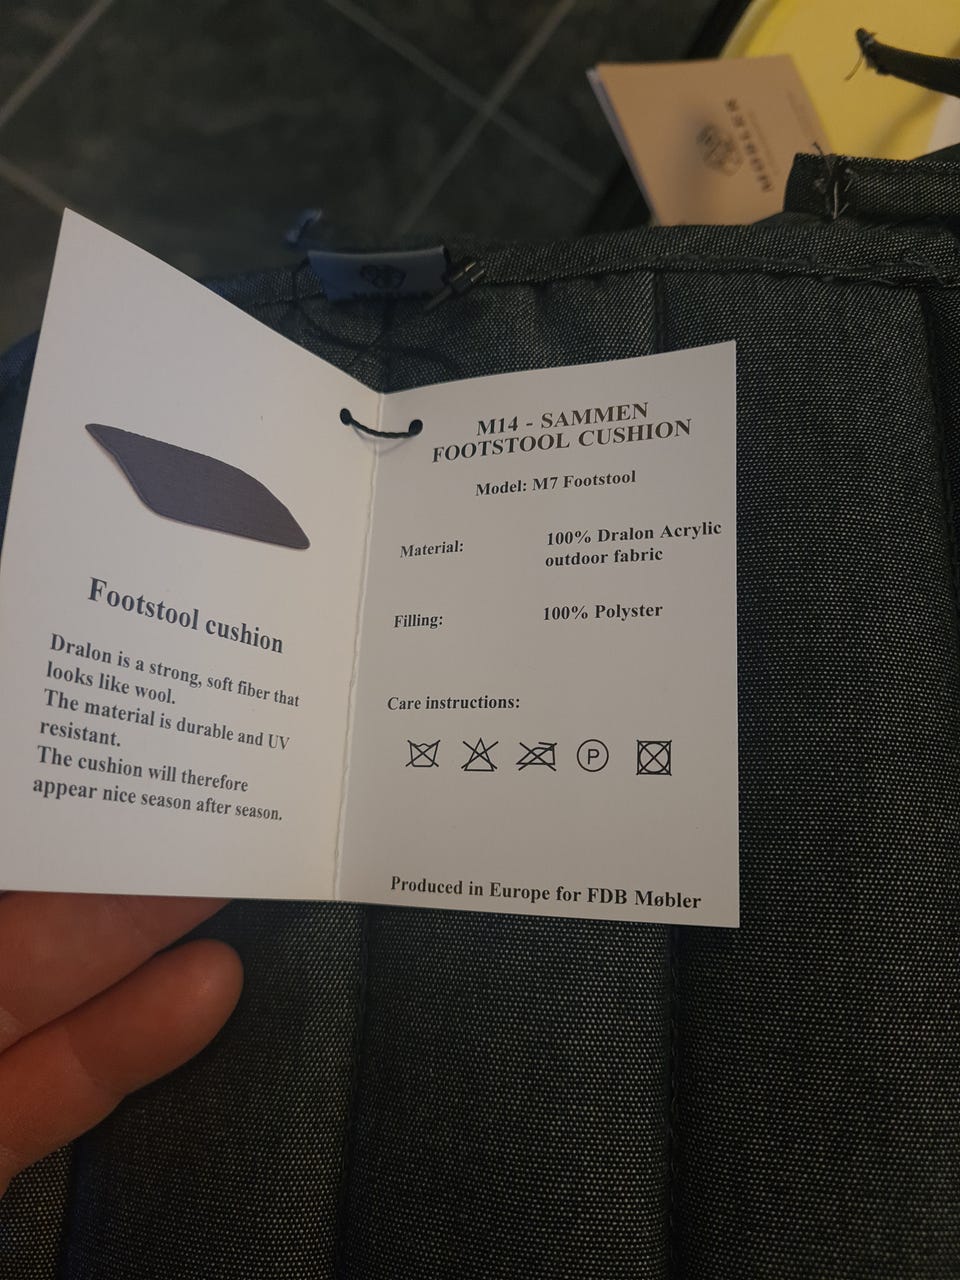 MØBLER
Footstool cushion
Dralon is a strong, soft fiber that
looks like wool.
The material is durable and UV
resistant.
The cushion will therefore
appear nice season after season.
M14 - SAMMEN
FOOTSTOOL CUSHION
Model: M7 Footstool
Material: 100% Dralon Acrylic
outdoor fabric
Filling: 100% Polyster
Care instructions:
P
Produced in Europe for FDB Møbler